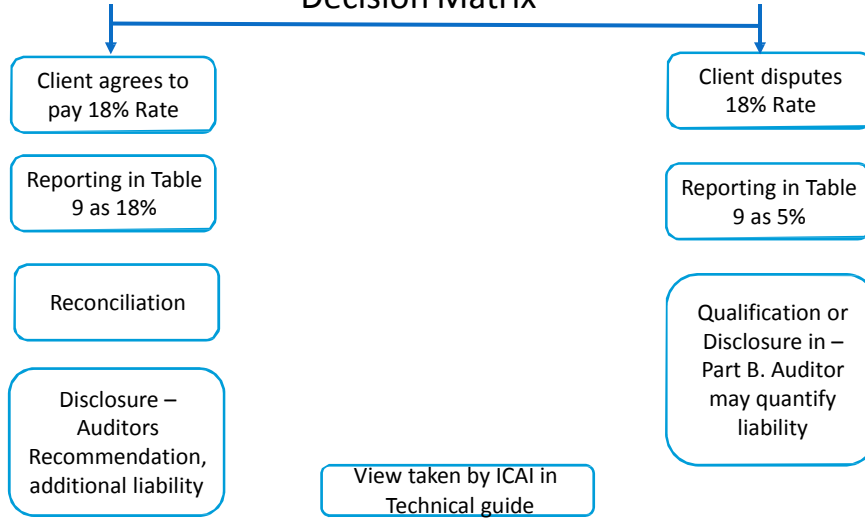 Decision Matrix
Client agrees to
pay 18% Rate
Reporting in Table
9 as 18%
Reconciliation
Disclosure –
Auditors
Recommendation,
additional liability
Client disputes
18% Rate
Reporting in Table
9 as 5%
Qualification or
Disclosure in –
Part B. Auditor
may quantify
liability
View taken by ICAI in
Technical guide